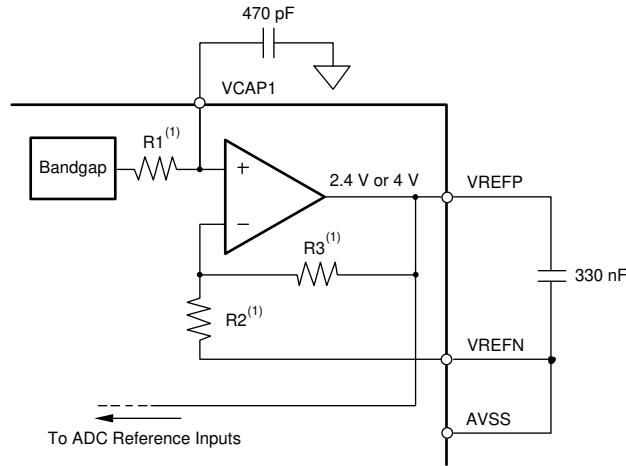 470 pF
VCAP1
R1(1)
Bandgap
+
2.4 V or 4 V
VREFP
−
R3(1)
330 nF
R2(1)
VREFN
AVSS
To ADC Reference Inputs